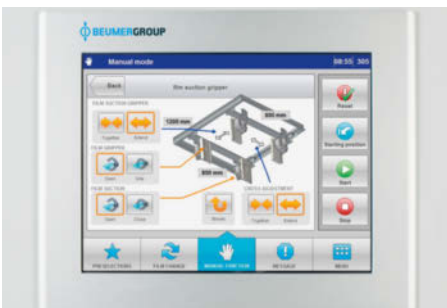 BEUMERGROUP
Manual mode
08:55 305
Back
film suction gripper
FILM SUCTION GRIPPER
1200 mm
800 mm
Together
Extend
Reset
FILM GRIPPER
Open
Starting position
800 mm
FILM SUCTION
CROSS ADJUSTMENT
Start
Open
Close
Together
Extend
Stop
FILM CHANGE
MANUAL FUNCTION
MESSAGE
MENU